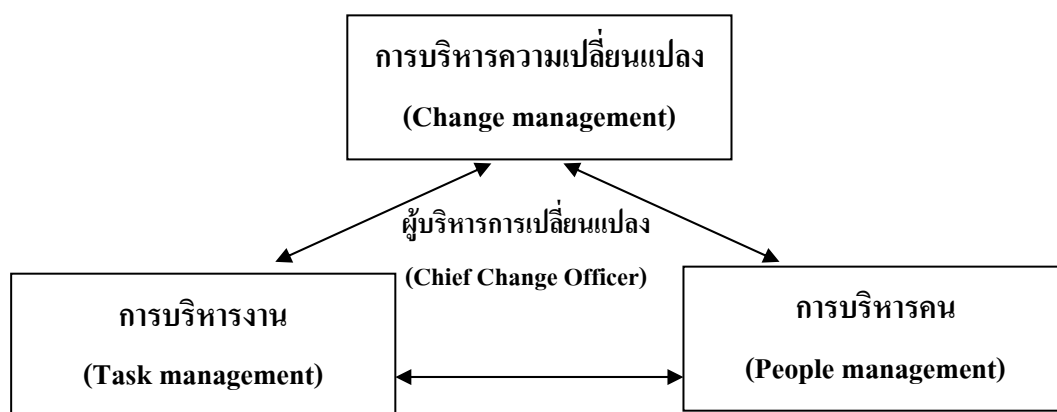 การบริหารความเปลี่ยนแปลง
(Change management)
ผู้บริหารการเปลี่ยนแปลง
(Chief Change Officer)
การบริหารงาน
(Task management)
การบริหารคน
(People management)